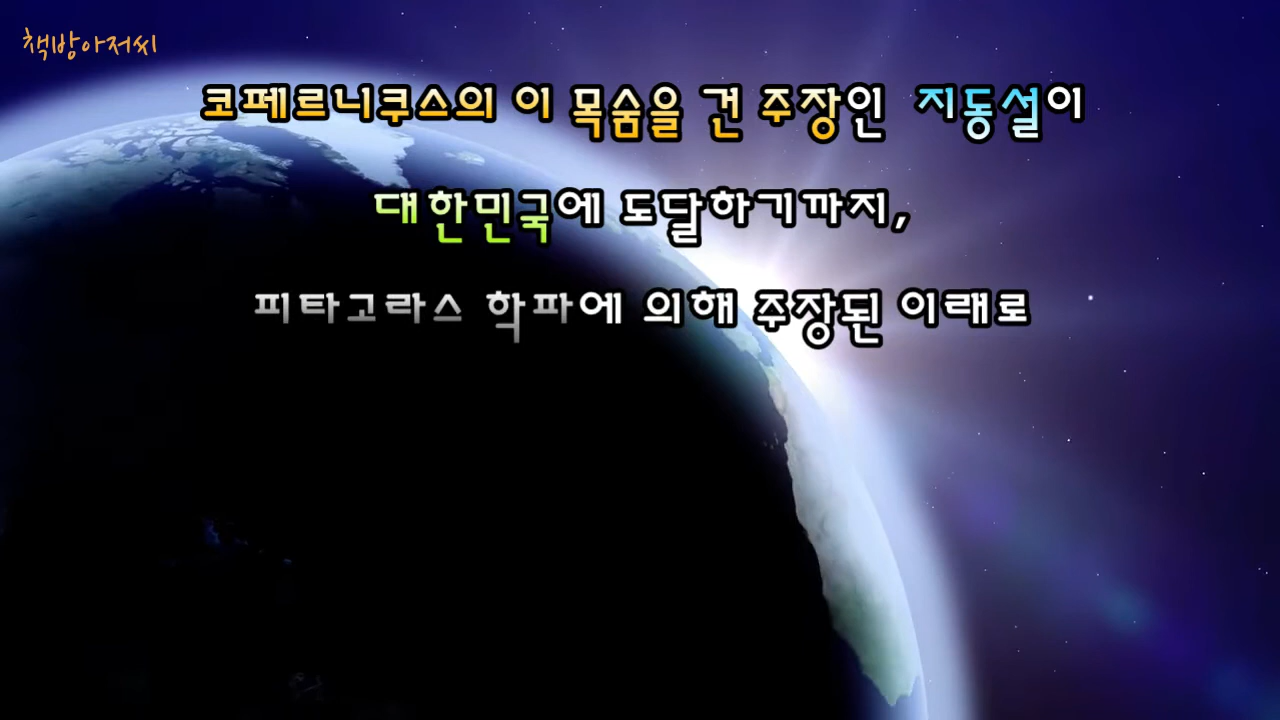 책방아저씨
코페르니쿠스의 이 목숨을 건 주장인 지동설이
대한민국에 도달하기까지,
피타고라스 학파에 의해 주장된 이래로